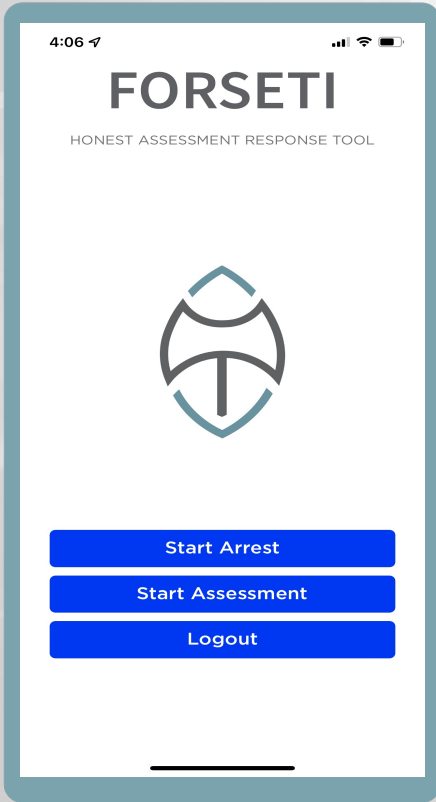 4:06
FORSETI
HONEST ASSESSMENT RESPONSE TOOL
Start Arrest
Start Assessment
Logout